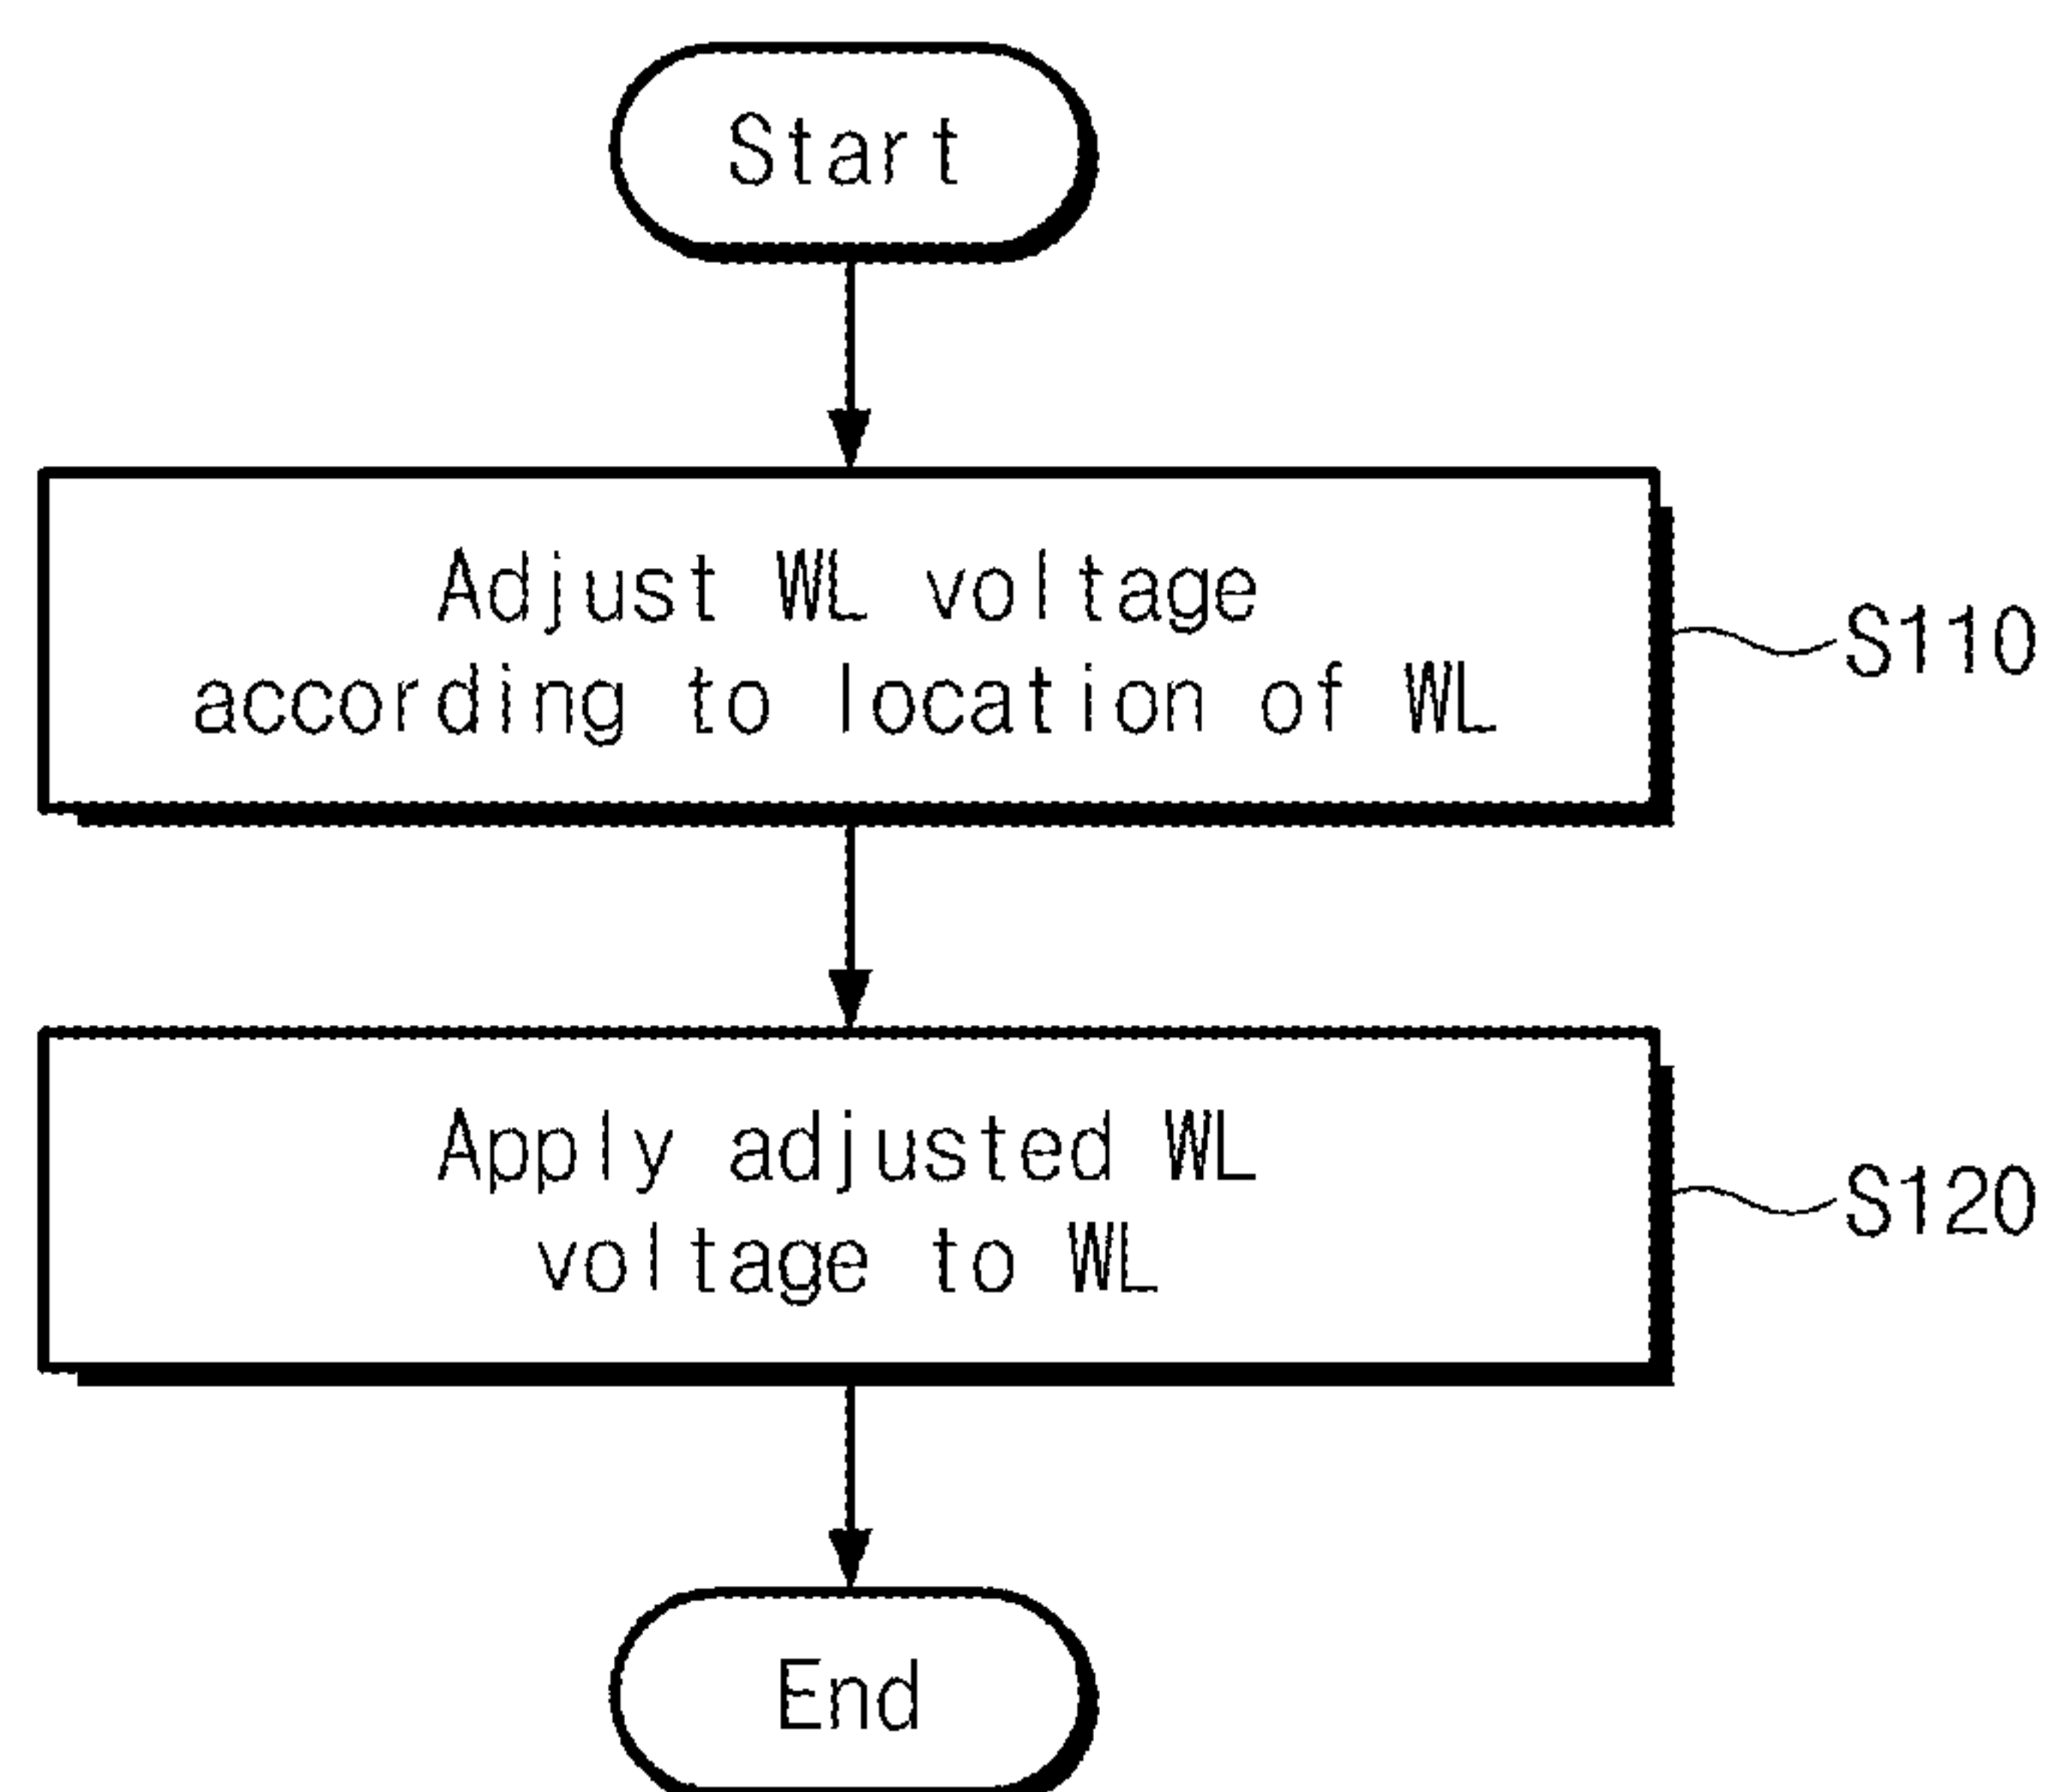 Start
Adjust WL voltage
according to location of WL
S110
Apply adjusted WL
voltage to WL
S120
End